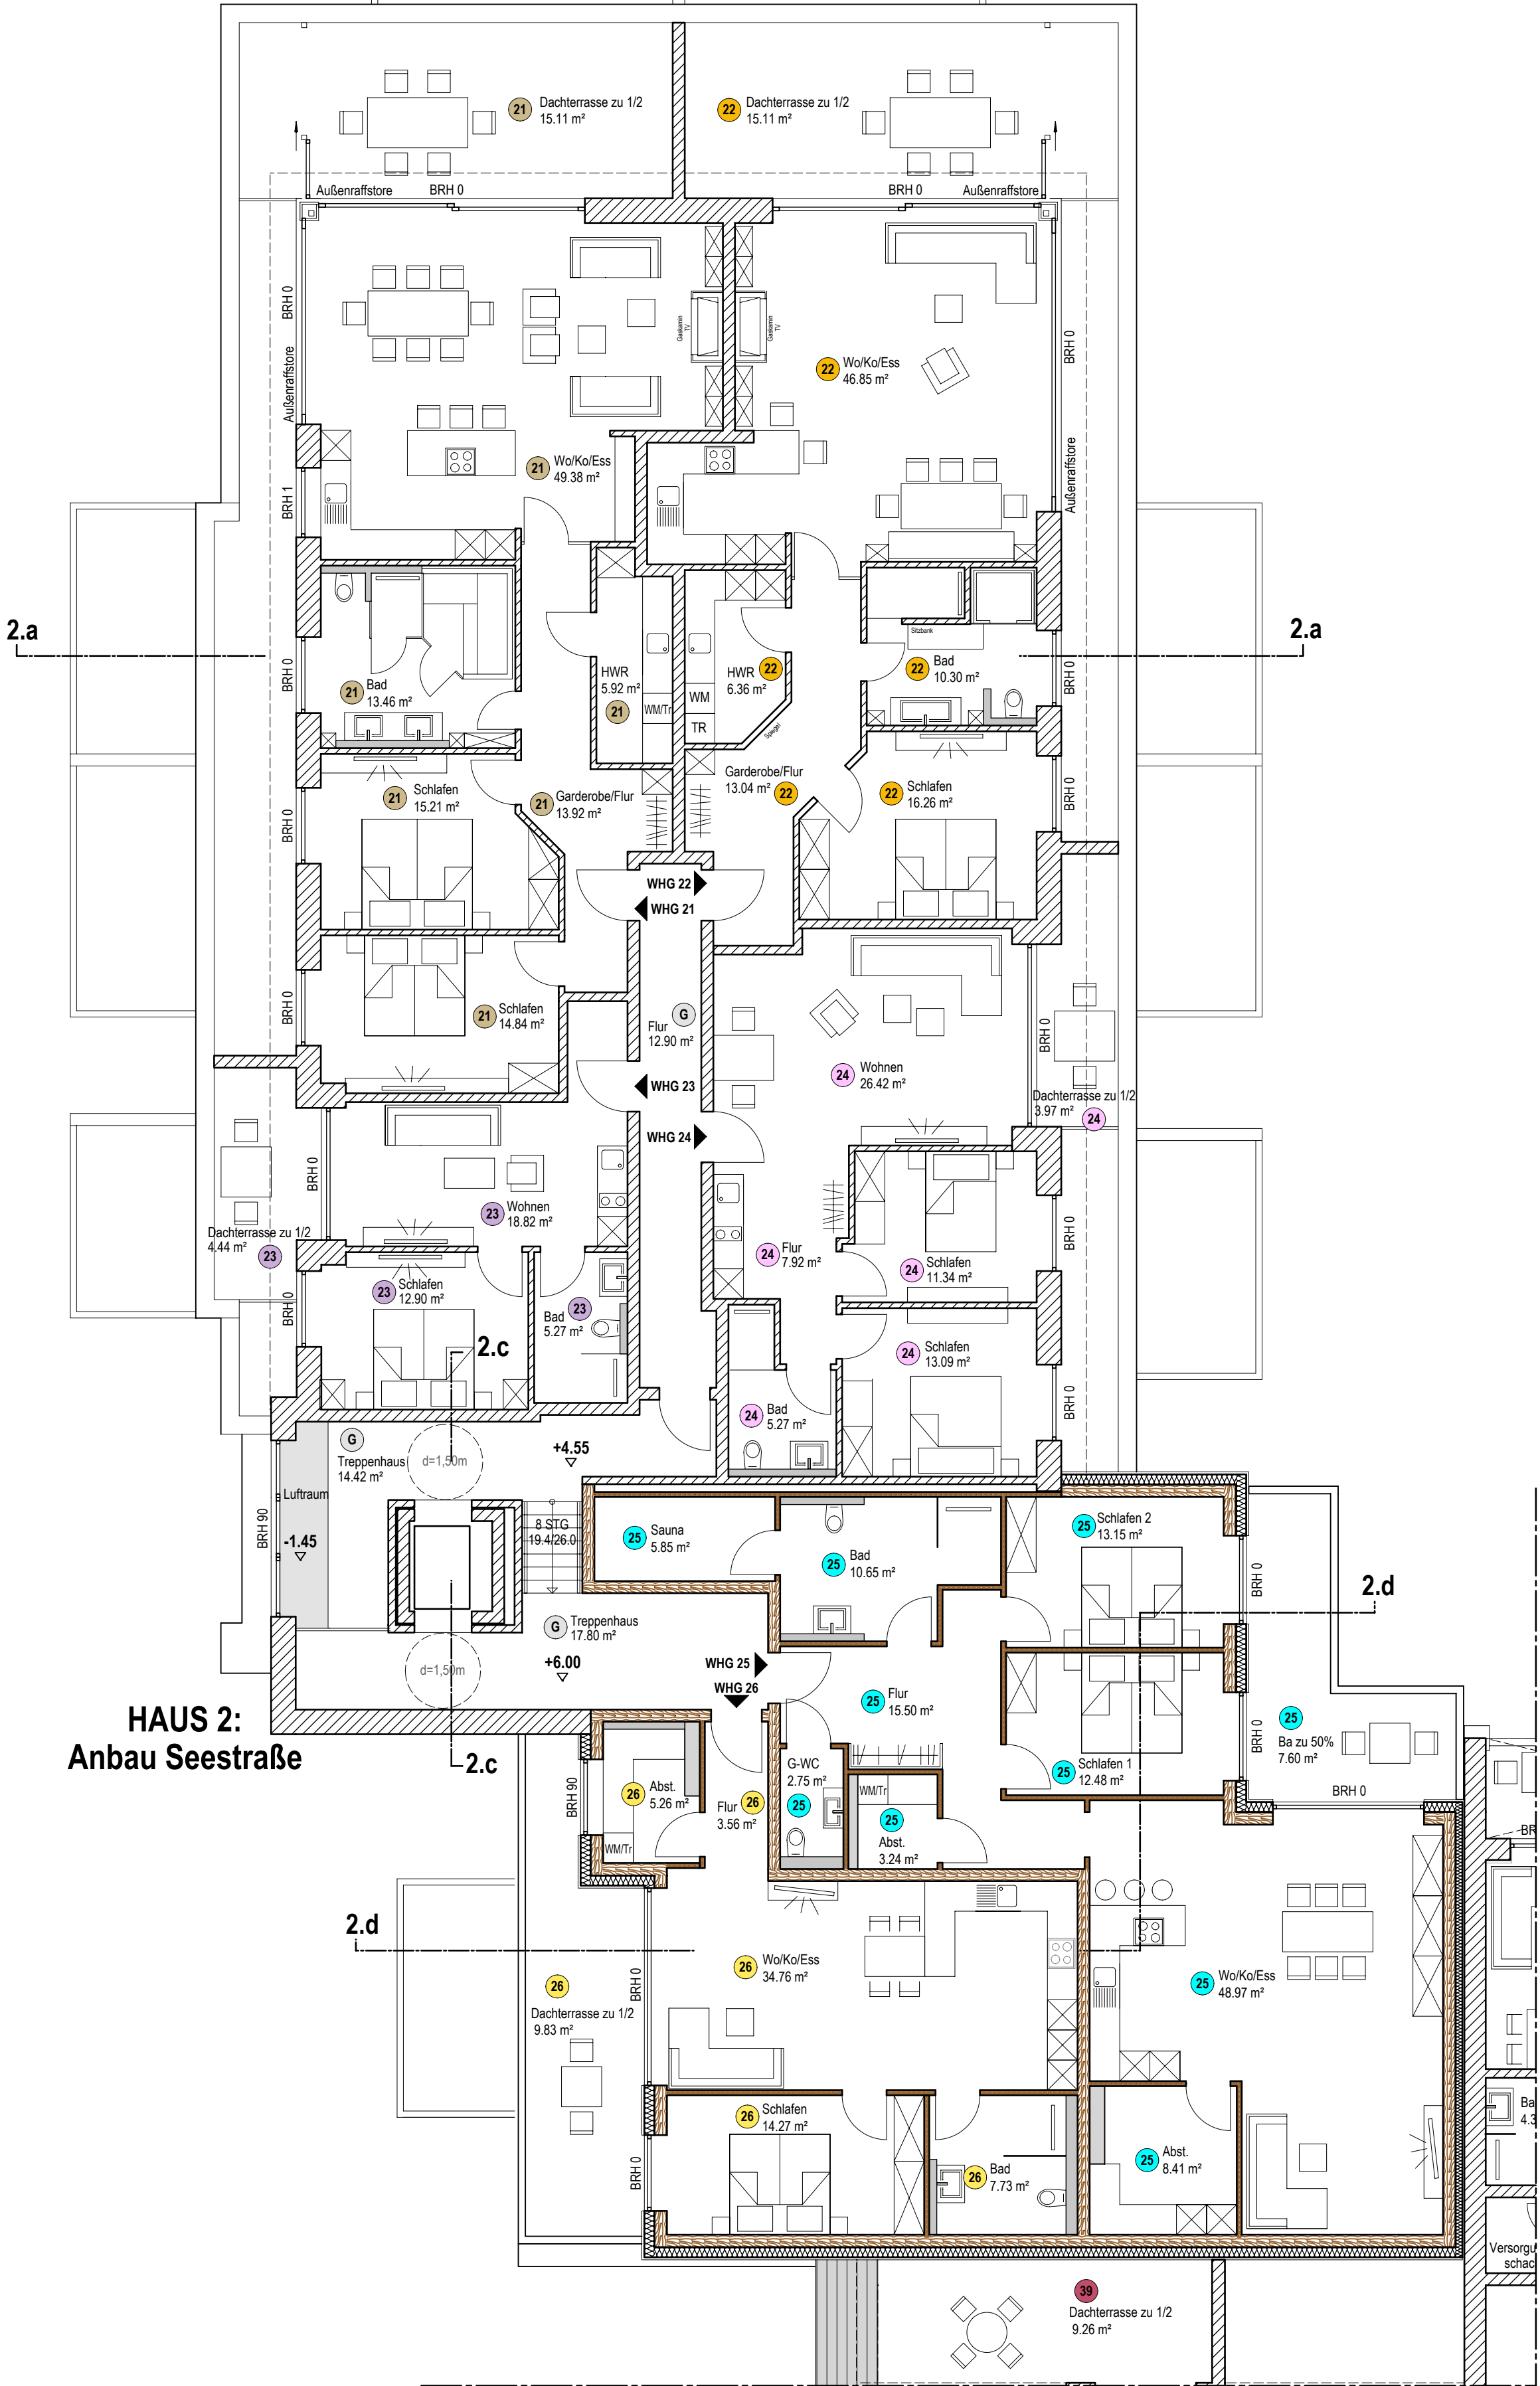 21
Dachterrasse zu 1/2
15.11 m²
22
Dachterrasse zu 1/2
15.11 m²
Außenraffstore
BRH 0
BRH 0
Außenraffstore
BRH 0
Außenraffstore
Gaskamin
TV
Gaskamin
TV
BRH 0
22
Wo/Ko/Ess
46.85 m²
21
Wo/Ko/Ess
49.38 m²
BRH 1
Außenraffstore
2.a
2.a
Sitzbank
BRH 0
21
Bad
13.46 m²
HWR
5.92 m²
21
WM/Tr
HWR
6.36 m²
22
WM
TR
Spiegel
22
Bad
10.30 m²
BRH 0
BRH 0
21
Schlafen
15.21 m²
21
Garderobe/Flur
13.92 m²
Garderobe/Flur
13.04 m²
22
22
Schlafen
16.26 m²
BRH 0
WHG 22
WHG 21
BRH 0
21
Schlafen
14.84 m²
G
Flur
12.90 m²
BRH 0
24
Wohnen
26.42 m²
WHG 23
Dachterrasse zu 1/2
3.97 m²
24
WHG 24
BRH 0
23
Wohnen
18.82 m²
Dachterrasse zu 1/2
4.44 m²
23
24
Flur
7.92 m²
24
Schlafen
11.34 m²
BRH 0
BRH 0
23
Schlafen
12.90 m²
23
Bad
5.27 m²
2.c
24
Schlafen
13.09 m²
24
Bad
5.27 m²
BRH 0
G
Treppenhaus
14.42 m²
d=1,50m
+4.55
Luftraum
BRH 90
-1.45
8 STG
19.4/26.0
25
Sauna
5.85 m²
25
Bad
10.65 m²
25
Schlafen 2
13.15 m²
BRH 0
2.d
G
Treppenhaus
17.80 m²
+6.00
d=1,50m
WHG 25
WHG 26
25
Flur
15.50 m²
HAUS 2:
Anbau Seestraße
2.c
25
Schlafen 1
12.48 m²
BRH 0
25
Ba zu 50%
7.60 m²
BRH 0
BRH 90
26
Abst.
5.26 m²
WM/Tr
Flur
3.56 m²
26
G-WC
2.75 m²
25
WM/Tr
25
Abst.
3.24 m²
BR
2.d
26
Wo/Ko/Ess
34.76 m²
25
Wo/Ko/Ess
48.97 m²
26
Dachterrasse zu 1/2
9.83 m²
BRH 0
26
Schlafen
14.27 m²
BRH 0
26
Bad
7.73 m²
25
Abst.
8.41 m²
Ba
4.3
Versorgu
schac
39
Dachterrasse zu 1/2
9.26 m²